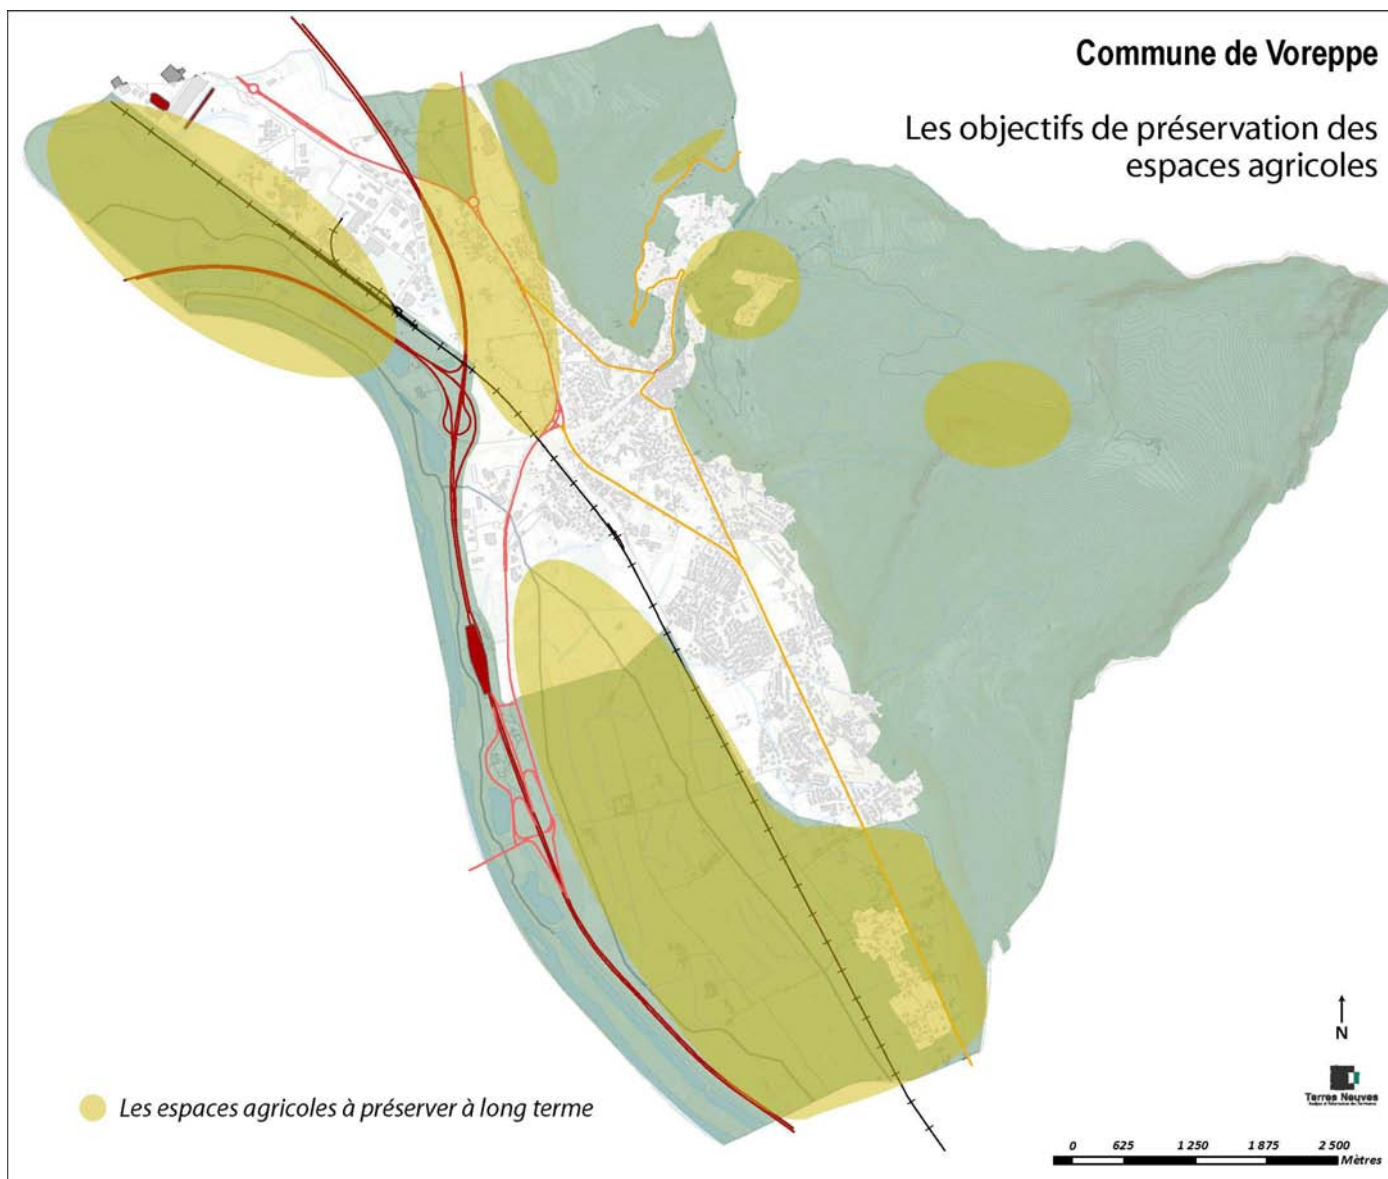 Commune de Voreppe
Les objectifs de préservation des
espaces agricoles
N
Terres Neuves
0 625 1 250 1 875 2 500
Mètres
Les espaces agricoles à préserver à long terme